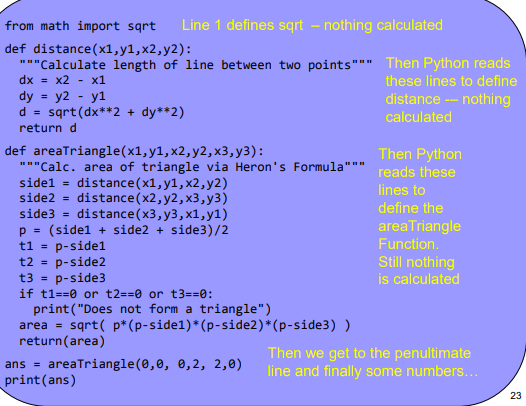 from math import sqrt
Line 1 defines sqrt – nothing calculated
def distance(x1,y1,x2,y2):
  """Calculate length of line between two points"""
  dx = x2 - x1
  dy = y2 - y1
  d = sqrt(dx**2 + dy**2)
  return d
Then Python reads
these lines to define
distance — nothing
calculated
def areaTriangle(x1,y1,x2,y2,x3,y3):
  """Calc. area of triangle via Heron's Formula"""
  side1 = distance(x1,y1,x2,y2)
  side2 = distance(x2,y2,x3,y3)
  side3 = distance(x3,y3,x1,y1)
  p = (side1 + side2 + side3)/2
  t1 = p-side1
  t2 = p-side2
  t3 = p-side3
  if t1==0 or t2==0 or t3==0:
    print("Does not form a triangle")
  area = sqrt( p*(p-side1)*(p-side2)*(p-side3) )
  return(area)
Then Python
reads these
lines to
define the
areaTriangle
Function.
Still nothing
is calculated
ans = areaTriangle(0,0, 0,2, 2,0)
print(ans)
Then we get to the penultimate
line and finally some numbers…
23